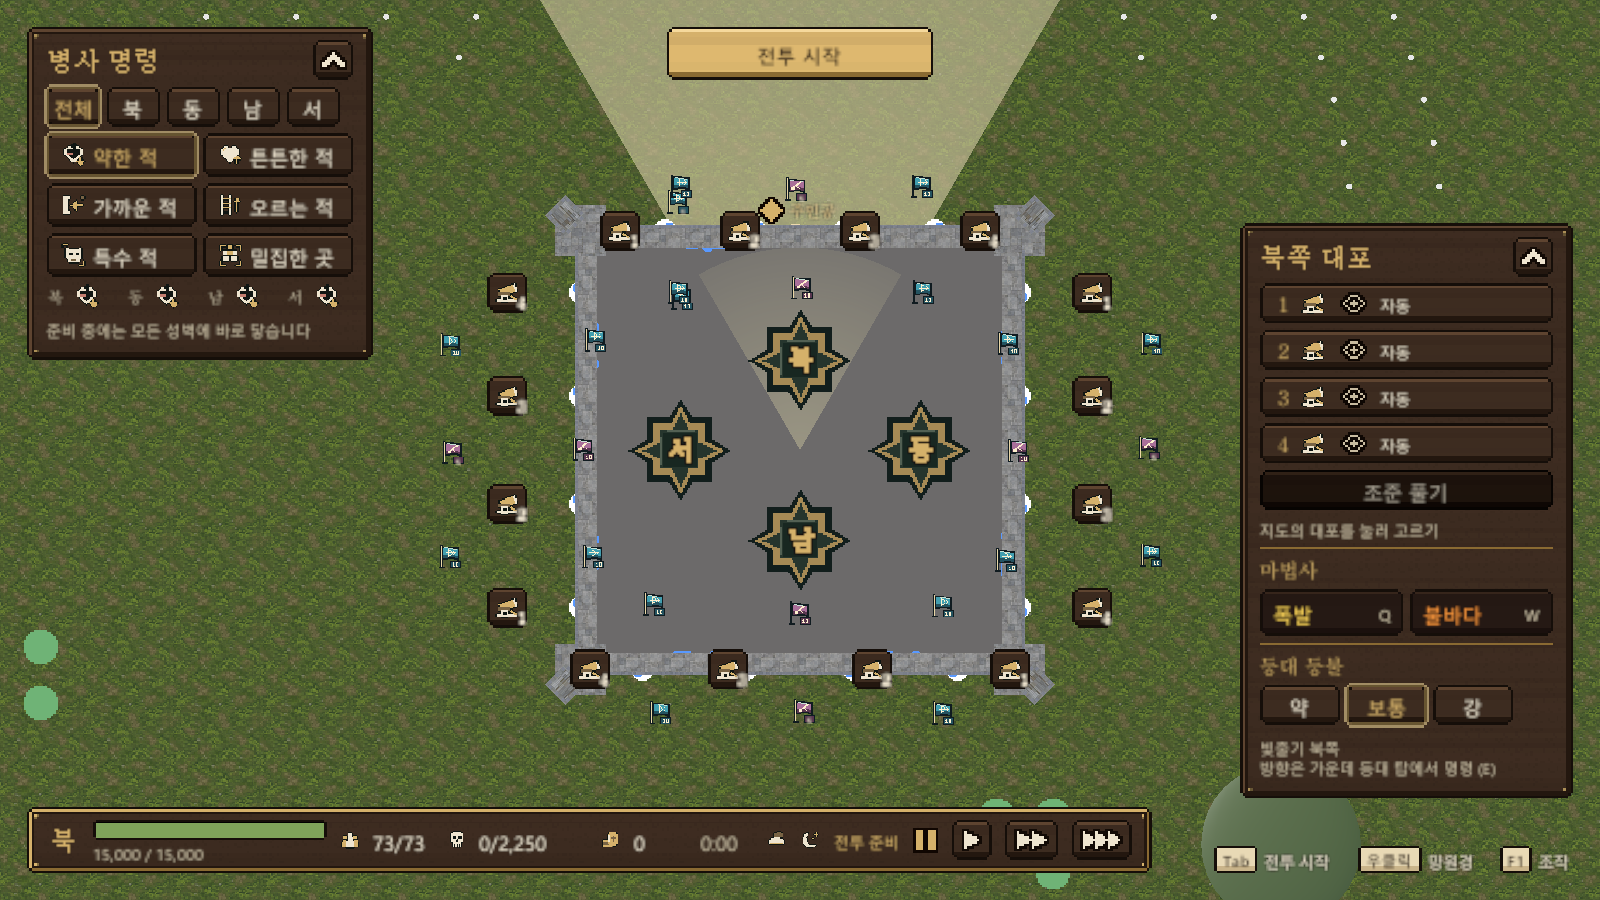 병사 명령
전체 북 동 남 서
약한 적 튼튼한 적
가까운 적 오르는 적
특수 적 밀집한 곳
북 동 남 서
준비 중에는 모든 성벽에 바로 닿습니다
전투 시작
북
서 동
남
북쪽 대포
1 자동
2 자동
3 자동
4 자동
조준 풀기
지도의 대포를 눌러 고르기
마법사
폭발 Q 불바다 W
등대 등불
약 보통 강
빛줄기 북쪽
방향은 가운데 등대 탑에서 명령 (E)
북 15,000 / 15,000 73/73 0/2,250 0 0:00 전투 준비
Tab 전투 시작 우클릭 망원경 F1 조작